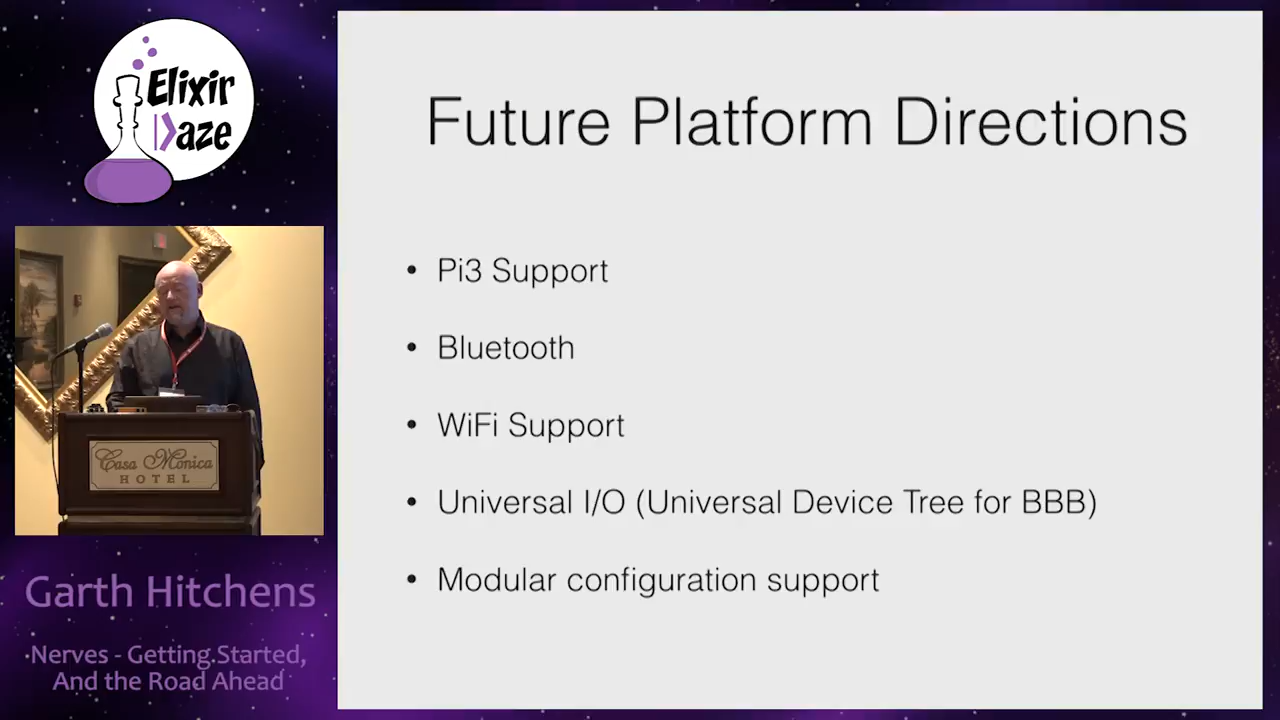 Elixir
Daze
Casa Monica
HOTEL
Garth Hitchens
Nerves - Getting Started,
And the Road Ahead
Future Platform Directions
• Pi3 Support
• Bluetooth
• WiFi Support
• Universal I/O (Universal Device Tree for BBB)
• Modular configuration support